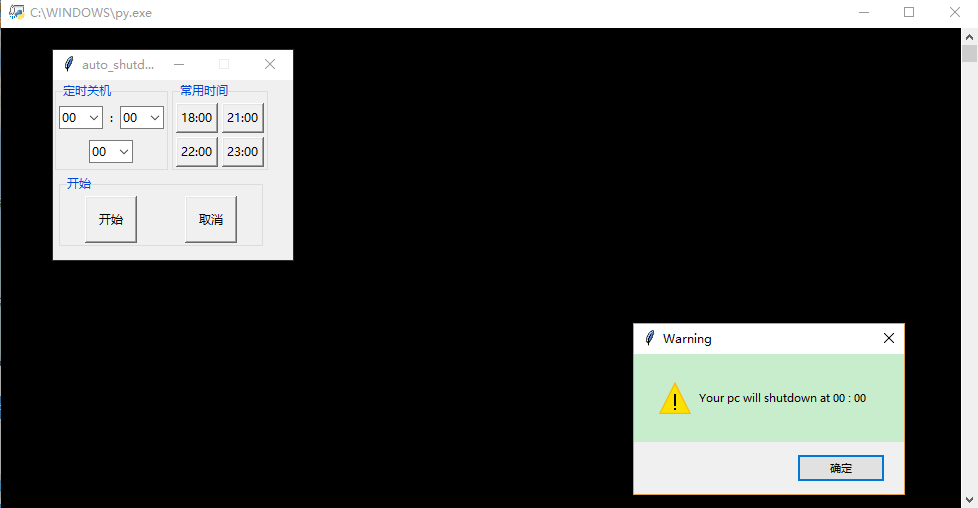 C:\WINDOWS\py.exe
auto_shutd...
定时关机
常用时间
00 : 00
18:00 21:00
00
22:00 23:00
开始
开始 取消
Warning
Your pc will shutdown at 00 : 00
确定